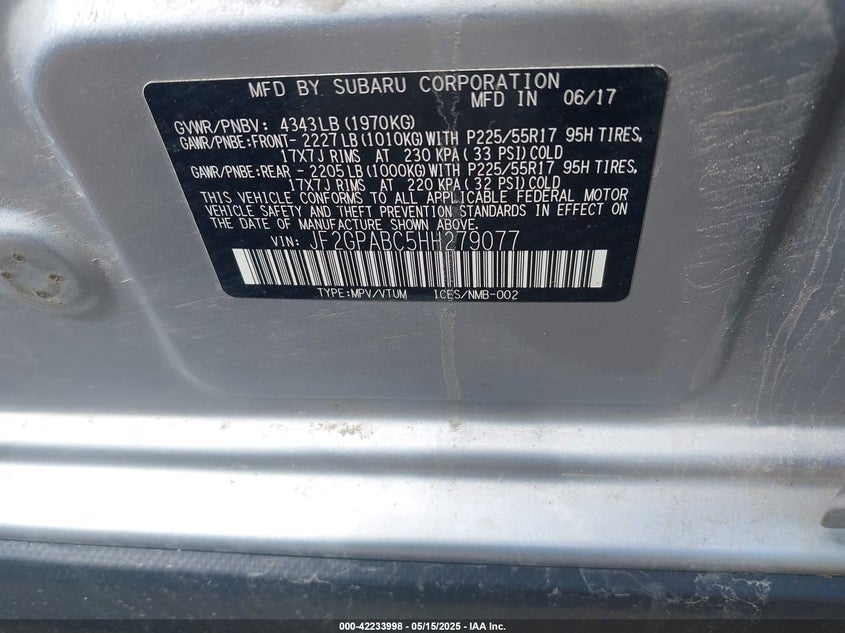 MFD BY SUBARU CORPORATION
MFD IN 06/17
GVWR/PNBV: 4343LB(1970KG)
GAWR/PNBE:FRONT- 2227LB(1010KG)WITH P225/55R17 95H TIRES,
17X7J RIMS AT 230 KPA( 33 PSI)COLD
GAWR/PNBE:REAR - 2205LB(1000KG)WITH P225/55R17 95H TIRES,
17X7J RIMS AT 220 KPA( 32 PSI)COLD
THIS VEHICLE CONFORMS TO ALL APPLICABLE FEDERAL MOTOR
VEHICLE SAFETY AND THEFT PREVENTION STANDARDS IN EFFECT ON
THE DATE OF MANUFACTURE SHOWN ABOVE.
VIN: JF2GPABC5HH279077
TYPE:MPV/VTUM 1CES/NMB-002
000-42233998 - 05/15/2025 - IAA Inc.